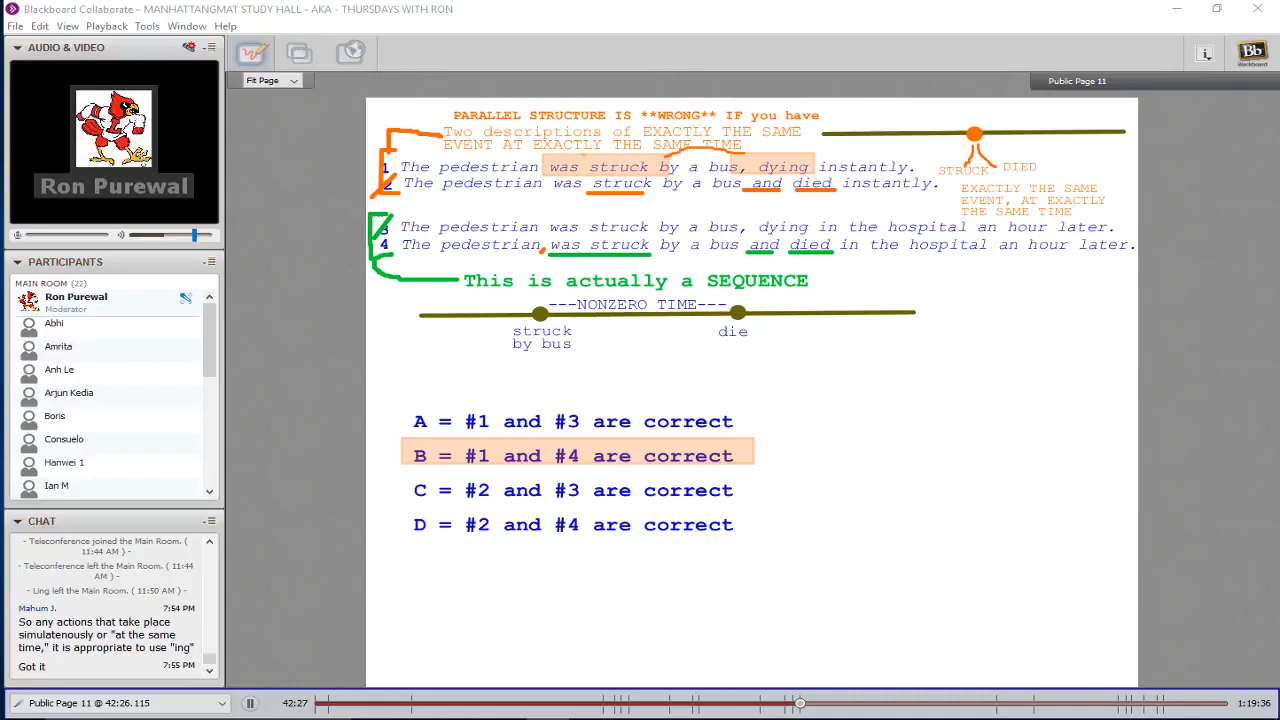 Blackboard Collaborate – MANHATTANGMAT STUDY HALL - AKA - THURSDAYS WITH RON
File Edit View Playback Tools Window Help
AUDIO & VIDEO
Ron Purewal
PARTICIPANTS
MAIN ROOM (22)
Ron Purewal
Moderator
Abhi
Amrita
Anh Le
Arjun Kedia
Boris
Consuelo
Hanwei 1
Ian M
CHAT
- Teleconference joined the Main Room. (
11:44 AM ) -
- Teleconference left the Main Room. ( 11:44
AM ) -
- Ling left the Main Room. ( 11:50 AM ) -
Mahum J. 7:54 PM
So any actions that take place
simulatenously or "at the same
time," it is appropriate to use "ing"
Got it 7:55 PM
Fit Page
Public Page 11
Bb
Blackboard
PARALLEL STRUCTURE IS **WRONG** IF you have
Two descriptions of EXACTLY THE SAME
EVENT AT EXACTLY THE SAME TIME
1 The pedestrian was struck by a bus, dying instantly.
2 The pedestrian was struck by a bus and died instantly.
STRUCK DIED
EXACTLY THE SAME
EVENT, AT EXACTLY
THE SAME TIME
3 The pedestrian was struck by a bus, dying in the hospital an hour later.
4 The pedestrian was struck by a bus and died in the hospital an hour later.
This is actually a SEQUENCE
---NONZERO TIME---
struck
by bus
die
A = #1 and #3 are correct
B = #1 and #4 are correct
C = #2 and #3 are correct
D = #2 and #4 are correct
Public Page 11 @ 42:26.115
42:27
1:19:36